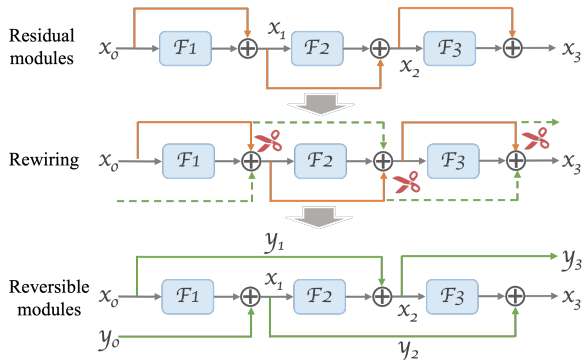 Residual modules
x₀ F1 x₁ F2 x₂ F3 x₃
Rewiring
x₀ F1 F2 F3 x₃
y₁ y₃
Reversible modules
x₀ F1 x₁ F2 x₂ F3 x₃
y₀ y₂